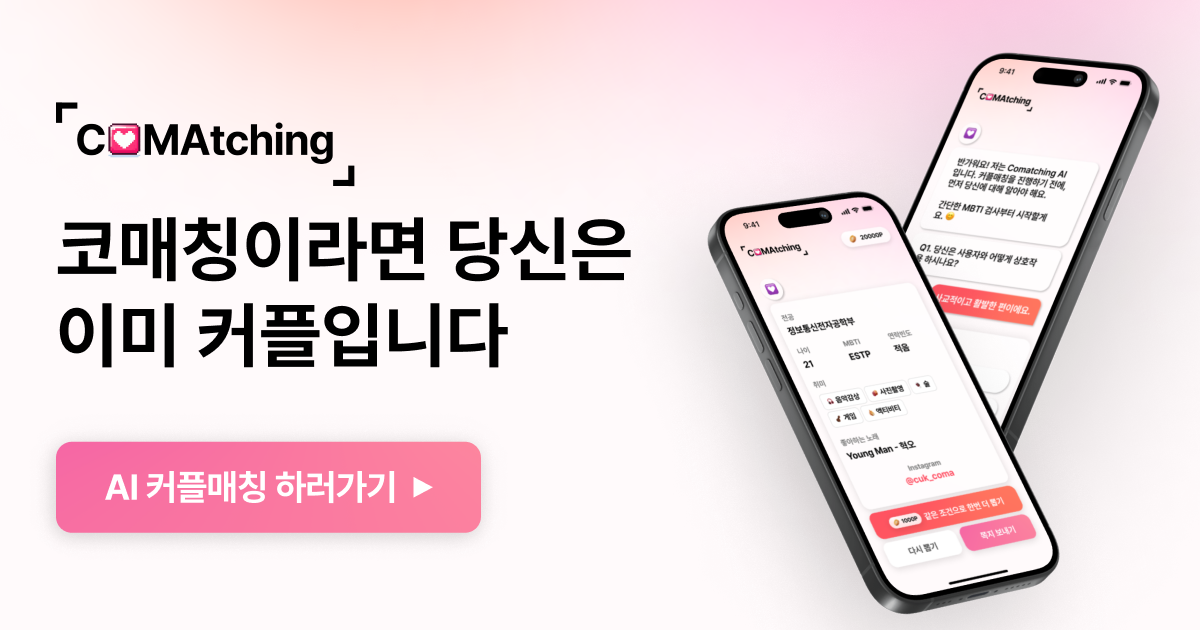 COMAtching
코매칭이라면 당신은
이미 커플입니다
AI 커플매칭 하러가기 ▶
9:41
COMAtching
20000P
전공
정보통신전자공학부
나이
MBTI
연락빈도
21
ESTP
적음
취미
음악감상
사진촬영
술
게임
액티비티
좋아하는 노래
Young Man - 혁오
Instagram
@cuk_coma
1000P 같은 조건으로 한번 더 뽑기
다시 뽑기
쪽지 보내기
9:41
COMAtching
반가워요! 저는 Comatching AI
입니다. 커플매칭을 진행하기 전에,
먼저 당신에 대해 알아야 해요.
간단한 MBTI 검사부터 시작할게
요. 😊
Q1. 당신은 사용자와 어떻게 상호작
용 하시나요?
사교적이고 활발한 편이에요.